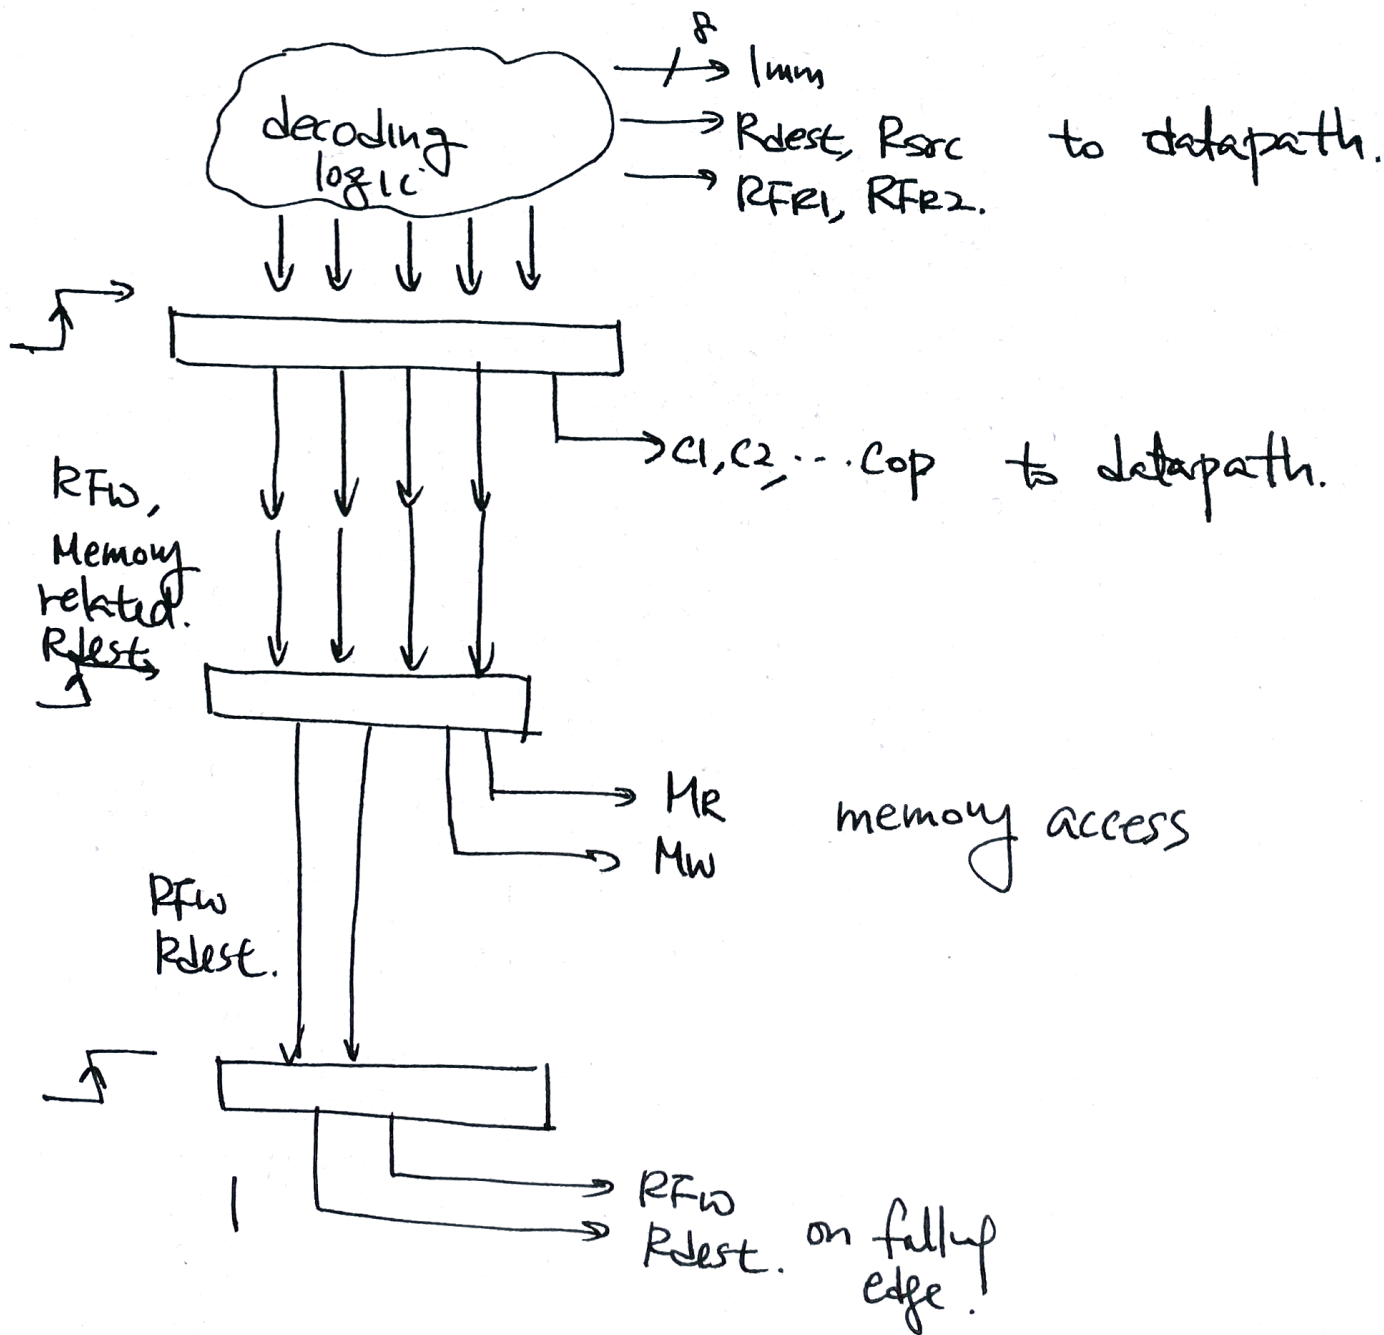 8
Imm
decoding
logic
Rdest, Rsrc to datapath.
RFR1, RFR2.
C1, C2, .... Cop to datapath.
RFW,
Memory
related.
Rdest
MR
memory access
MW
RFW
Rdest.
RFW
Rdest. on falling
edge.